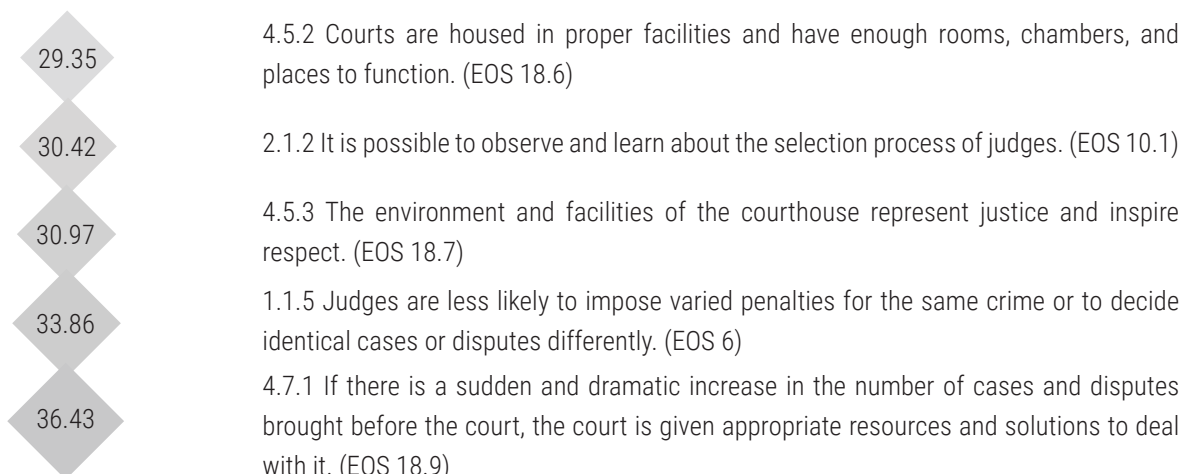 29.35
4.5.2 Courts are housed in proper facilities and have enough rooms, chambers, and
places to function. (EOS 18.6)
30.42
2.1.2 It is possible to observe and learn about the selection process of judges. (EOS 10.1)
30.97
4.5.3 The environment and facilities of the courthouse represent justice and inspire
respect. (EOS 18.7)
33.86
1.1.5 Judges are less likely to impose varied penalties for the same crime or to decide
identical cases or disputes differently. (EOS 6)
36.43
4.7.1 If there is a sudden and dramatic increase in the number of cases and disputes
brought before the court, the court is given appropriate resources and solutions to deal
with it. (EOS 18.9)